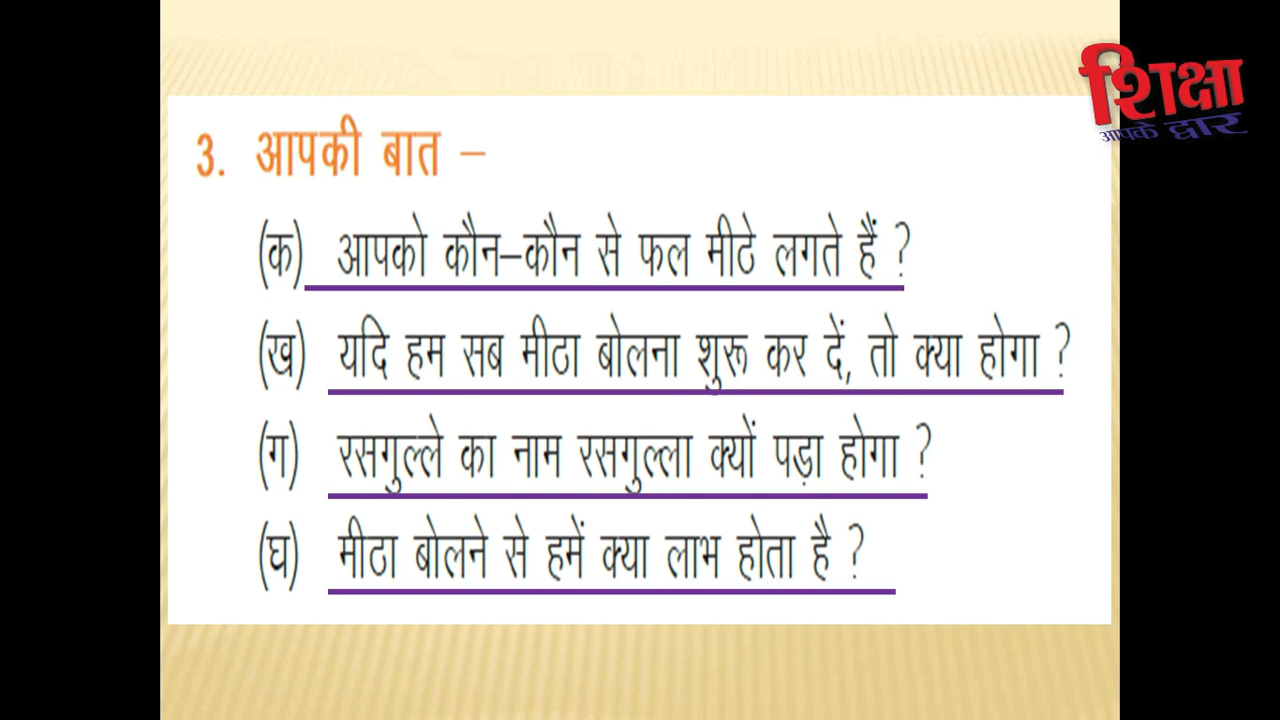 शिक्षा
आपके द्वार
3. आपकी बात –
(क) आपको कौन–कौन से फल मीठे लगते हैं ?
(ख) यदि हम सब मीठा बोलना शुरू कर दें, तो क्या होगा ?
(ग) रसगुल्ले का नाम रसगुल्ला क्यों पड़ा होगा ?
(घ) मीठा बोलने से हमें क्या लाभ होता है ?